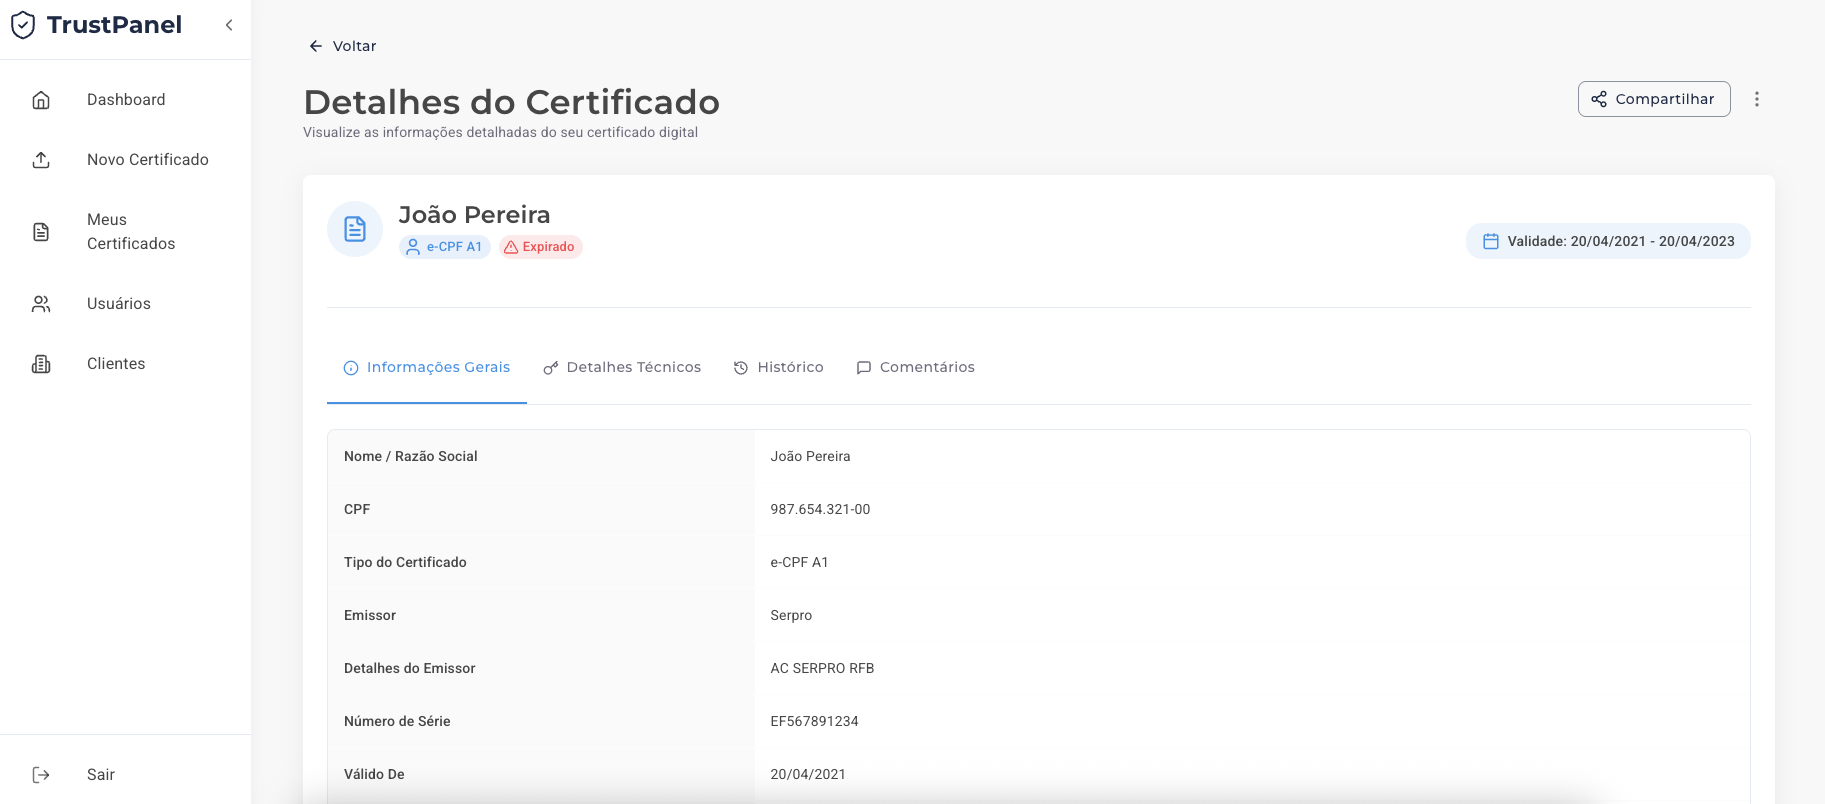 TrustPanel
Dashboard
Novo Certificado
Meus
Certificados
Usuários
Clientes
Sair
Voltar
Detalhes do Certificado
Visualize as informações detalhadas do seu certificado digital
Compartilhar
João Pereira
e-CPF A1
Expirado
Validade: 20/04/2021 - 20/04/2023
Informações Gerais
Detalhes Técnicos
Histórico
Comentários
Nome / Razão Social
João Pereira
CPF
987.654.321-00
Tipo do Certificado
e-CPF A1
Emissor
Serpro
Detalhes do Emissor
AC SERPRO RFB
Número de Série
EF567891234
Válido De
20/04/2021